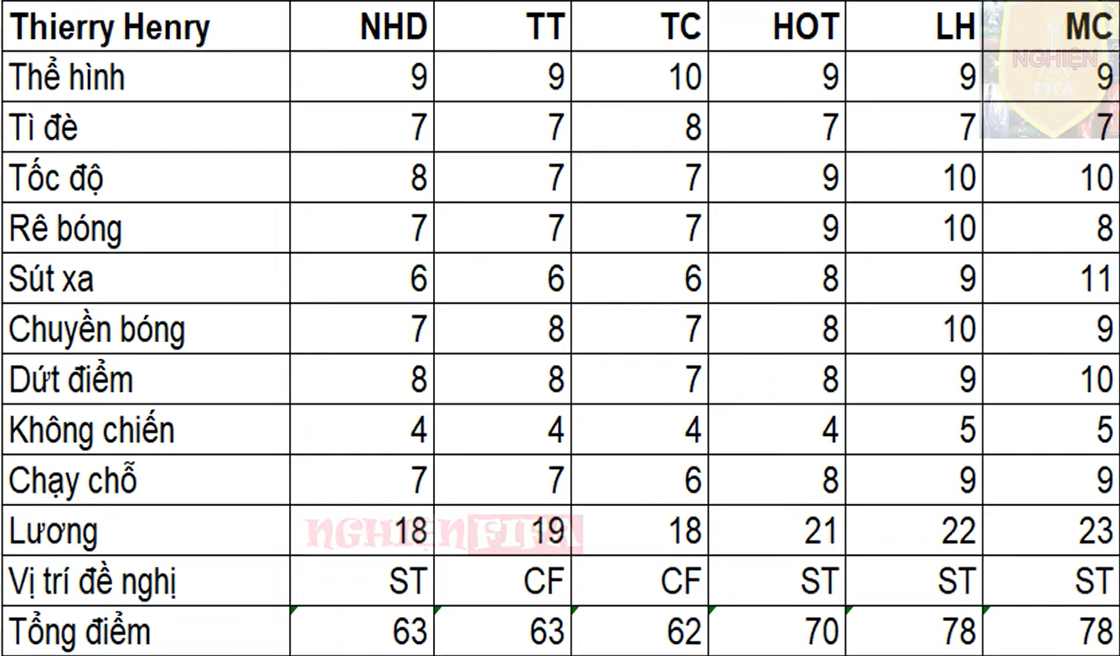 Thierry Henry NHD TT TC HOT LH MC
Thể hình 9 9 10 9 9 9
Tì đè 7 7 8 7 7 7
Tốc độ 8 7 7 9 10 10
Rê bóng 7 7 7 9 10 8
Sút xa 6 6 6 8 9 11
Chuyền bóng 7 8 7 8 10 9
Dứt điểm 8 8 7 8 9 10
Không chiến 4 4 4 4 5 5
Chạy chỗ 7 7 6 8 9 9
Lương 18 19 18 21 22 23
Vị trí đề nghị ST CF CF ST ST ST
Tổng điểm 63 63 62 70 78 78
NGHIỆN
FIFA
NGHIỆN FIFA